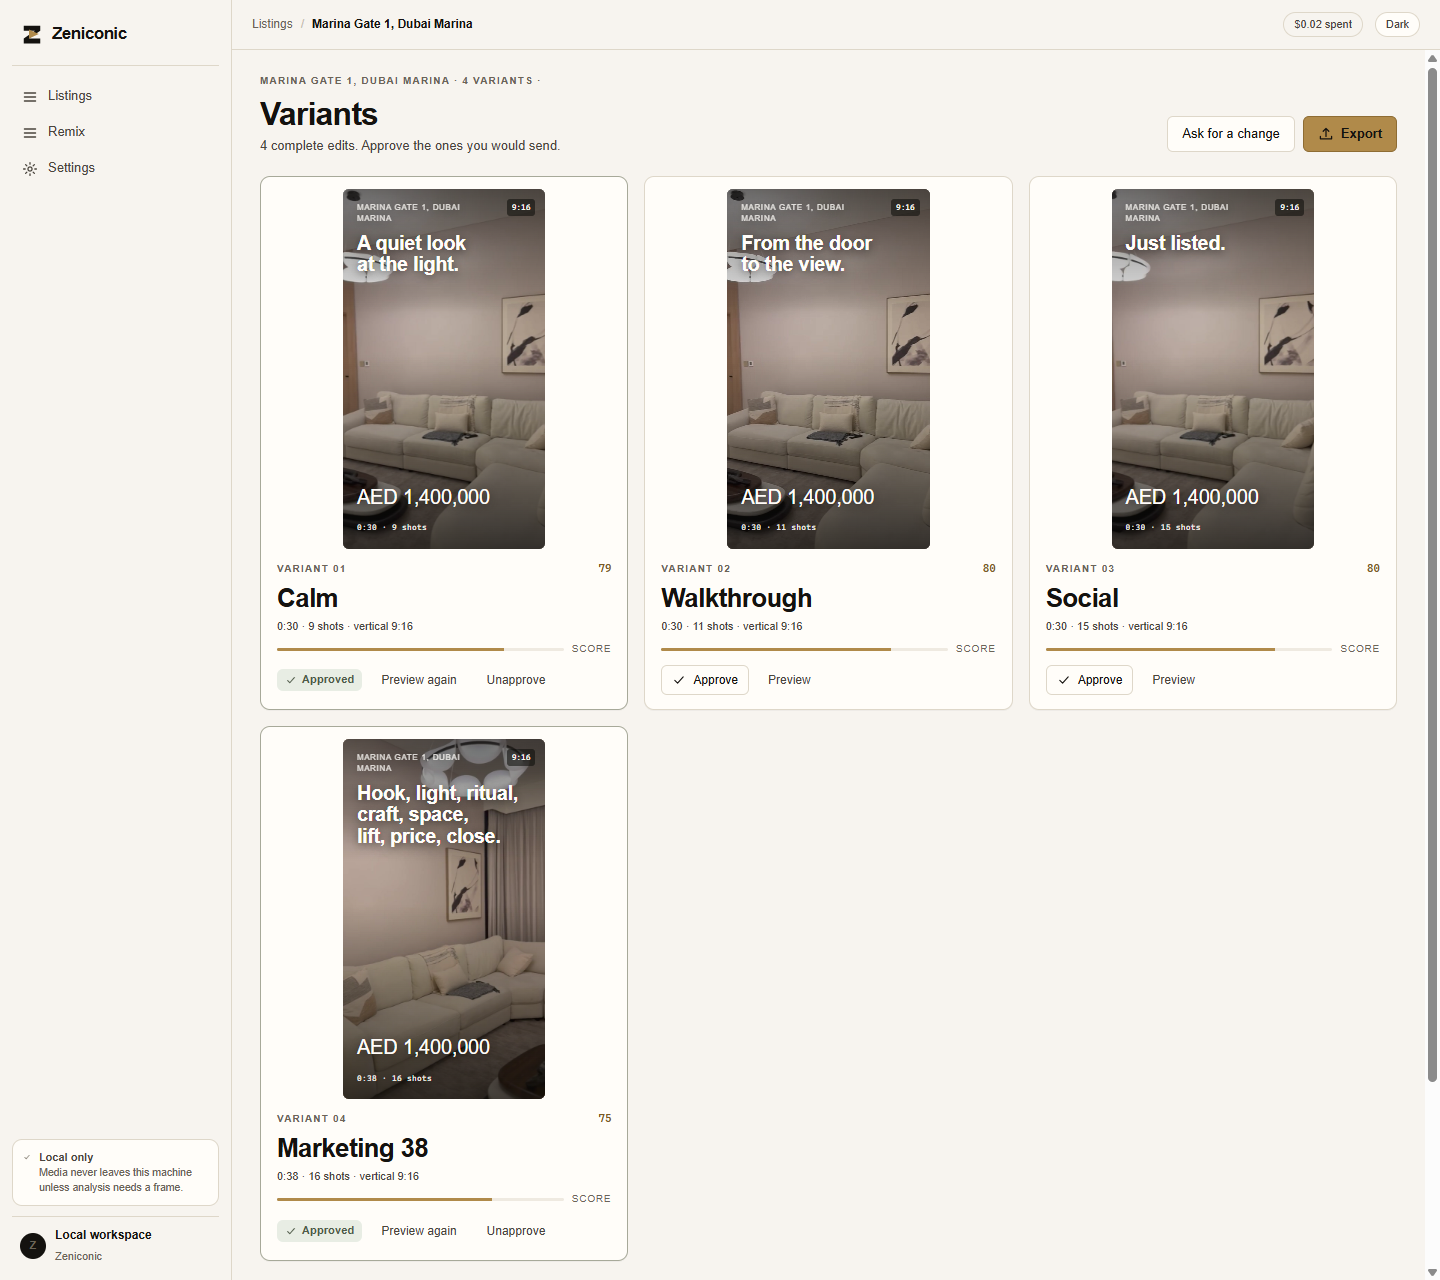 Zeniconic
Listings / Marina Gate 1, Dubai Marina
$0.02 spent
Dark
Listings
Remix
Settings
MARINA GATE 1, DUBAI MARINA · 4 VARIANTS ·
Variants
4 complete edits. Approve the ones you would send.
Ask for a change
Export
MARINA GATE 1, DUBAI
MARINA
9:16
A quiet look
at the light.
AED 1,400,000
0:30 · 9 shots
VARIANT 01
79
Calm
0:30 · 9 shots · vertical 9:16
SCORE
Approved
Preview again
Unapprove
MARINA GATE 1, DUBAI
MARINA
9:16
From the door
to the view.
AED 1,400,000
0:30 · 11 shots
VARIANT 02
80
Walkthrough
0:30 · 11 shots · vertical 9:16
SCORE
Approve
Preview
MARINA GATE 1, DUBAI
MARINA
9:16
Just listed.
AED 1,400,000
0:30 · 15 shots
VARIANT 03
80
Social
0:30 · 15 shots · vertical 9:16
SCORE
Approve
Preview
MARINA GATE 1, DUBAI
MARINA
9:16
Hook, light, ritual,
craft, space,
lift, price, close.
AED 1,400,000
0:38 · 16 shots
VARIANT 04
75
Marketing 38
0:38 · 16 shots · vertical 9:16
SCORE
Approved
Preview again
Unapprove
Local only
Media never leaves this machine
unless analysis needs a frame.
Z
Local workspace
Zeniconic